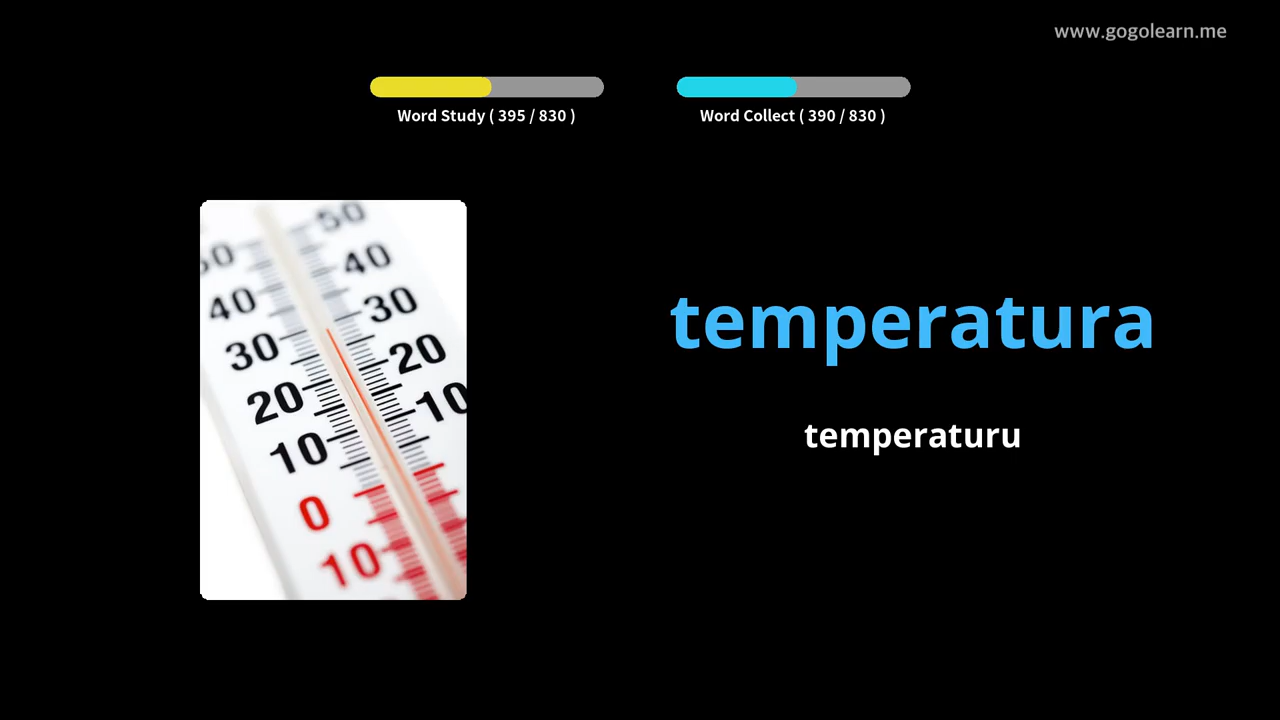 www.gogolearn.me
Word Study ( 395 / 830 )
Word Collect ( 390 / 830 )
50
50
40
40
30
30
20
20
10
10
0
10
temperatura
temperaturu